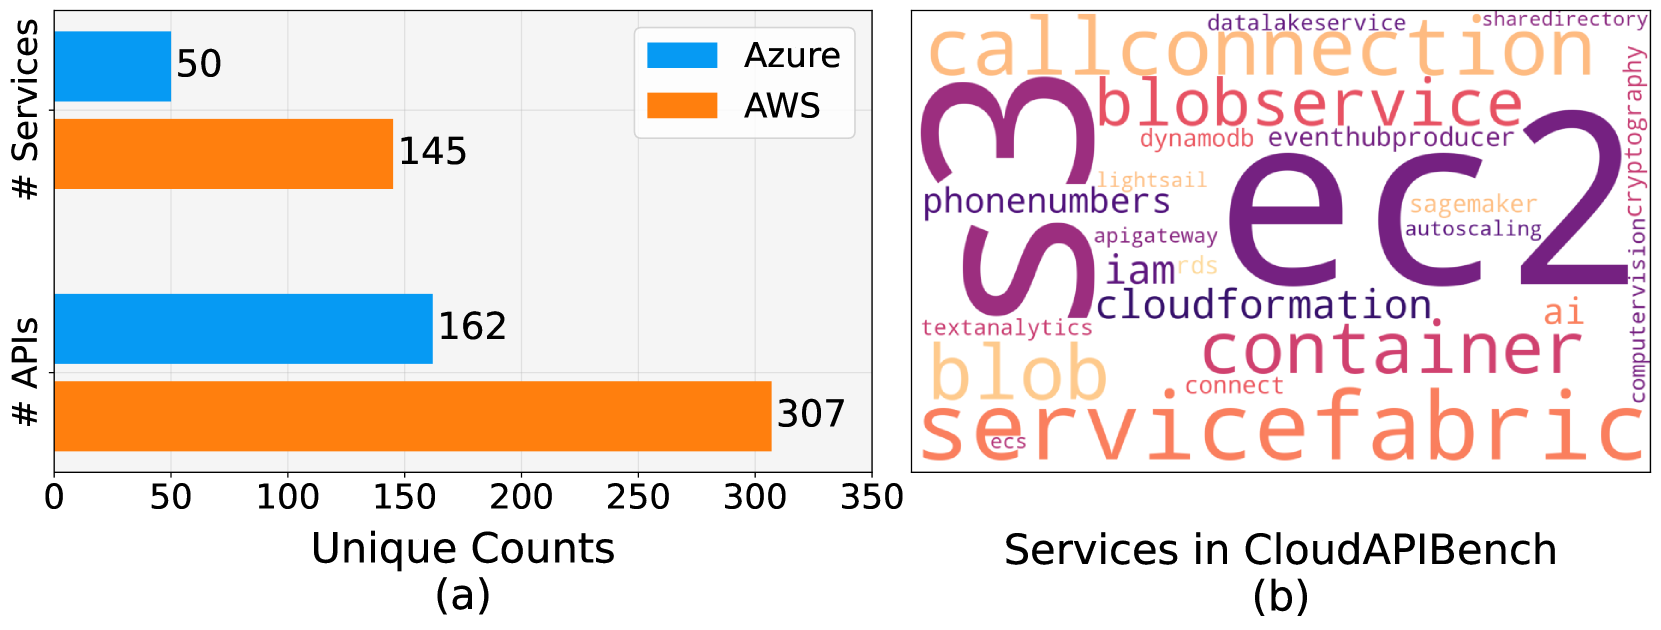 # Services
50
145
Azure
AWS
# APIs
162
307
0 50 100 150 200 250 300 350
Unique Counts
(a)
datalakeservice
sharedirectory
callconnection
cryptography
s3
blobservice
dynamodb
eventhubproducer
ec2
lightsail
phonenumbers
sagemaker
autoscaling
apigateway
iam
rds
computervision
cloudformation
ai
textanalytics
container
blob
connect
servicefabric
ecs
Services in CloudAPIBench
(b)